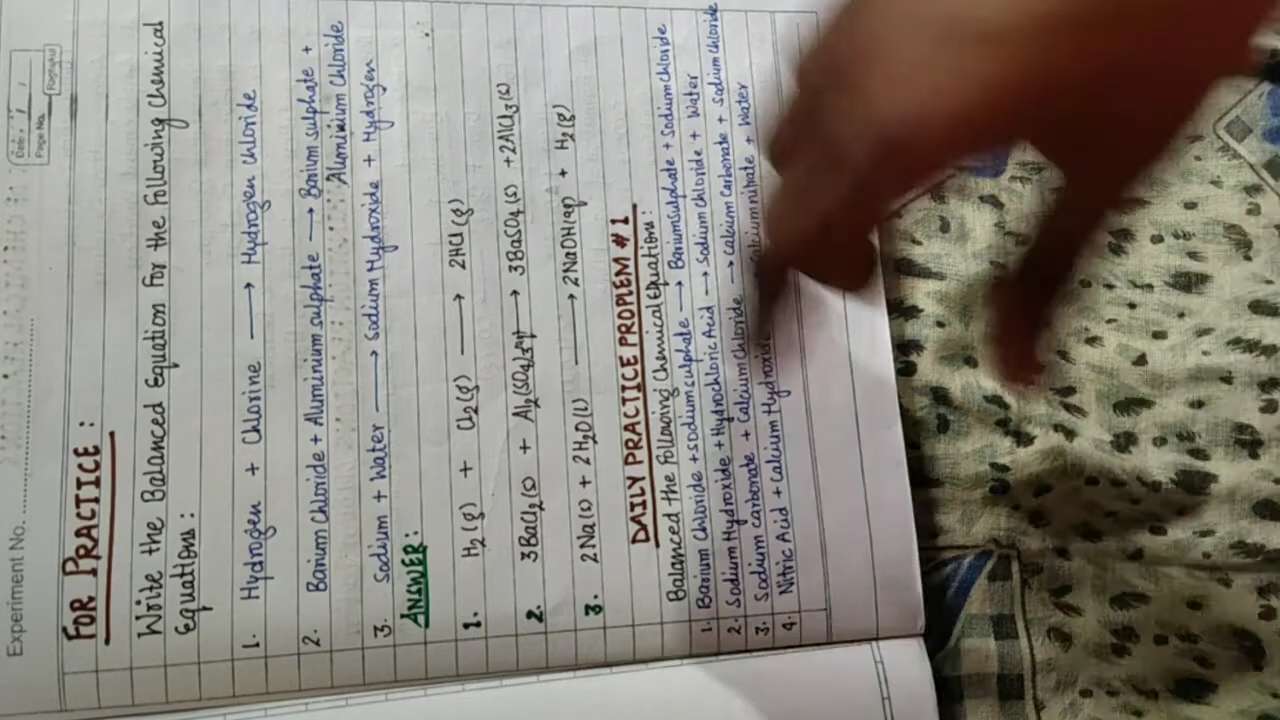 Experiment No.
Date: / /
Page No.
FOR PRACTICE :
Write the Balanced Equation For the Following chemical
Equations :
1. Hydrogen + Chlorine ⟶ Hydrogen chloride
2. Barium Chloride + Aluminium sulphate ⟶ Barium sulphate +
Aluminium Chloride
3. Sodium + Water ⟶ Sodium Hydroxide + Hydrogen
ANSWER :
1. H₂(g) + Cl₂(g) ⟶ 2HCl(g)
2. 3BaCl₂(s) + Al₂(SO₄)₃(aq) ⟶ 3BaSO₄(s) + 2AlCl₃(s)
3. 2Na(s) + 2H₂O(l) ⟶ 2NaOH(aq) + H₂(g)
DAILY PRACTICE PROPLEM # 1
Balanced the Following Chemical Equations :
1. Barium Chloride + sodium sulphate ⟶ Barium sulphate + Sodium chloride
2. Sodium Hydroxide + Hydrochloric Acid ⟶ Sodium chloride + Water
3. Sodium carbonate + Calcium chloride ⟶ calcium carbonate + sodium chloride
4. Nitric Acid + calcium Hydroxide calcium nitrate + Water